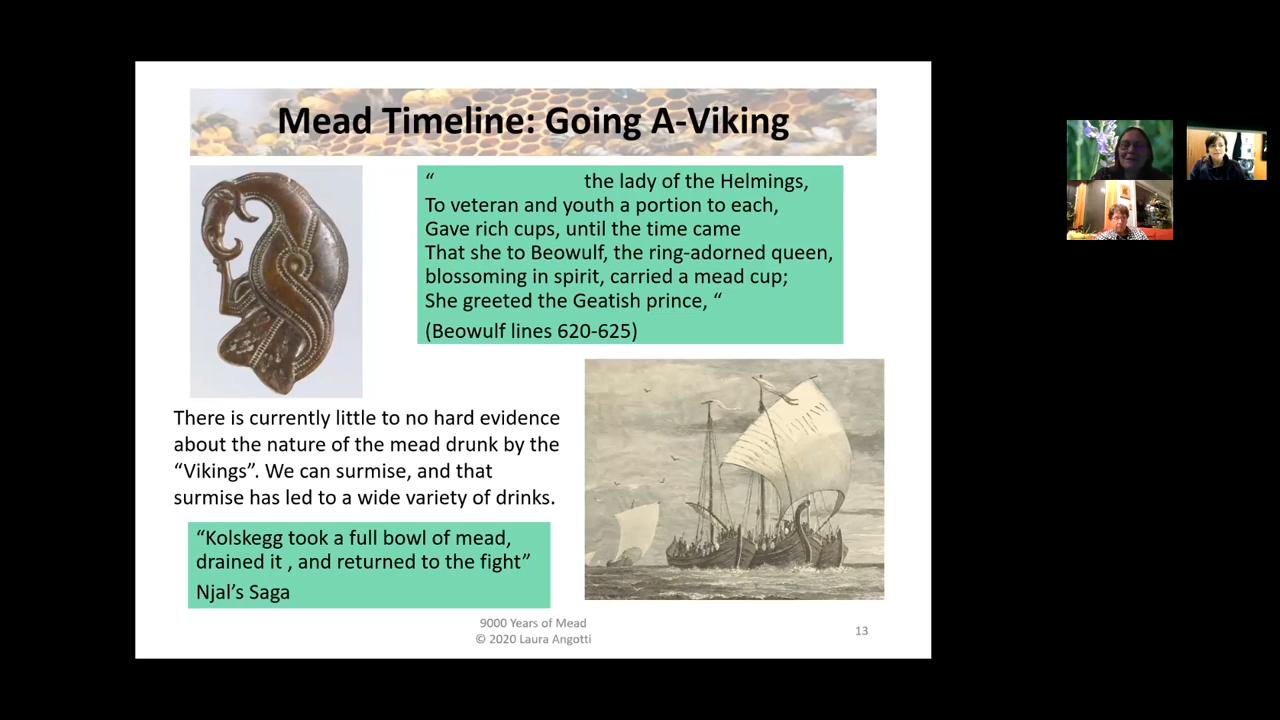 Mead Timeline: Going A-Viking
“ the lady of the Helmings,
To veteran and youth a portion to each,
Gave rich cups, until the time came
That she to Beowulf, the ring-adorned queen,
blossoming in spirit, carried a mead cup;
She greeted the Geatish prince, “
(Beowulf lines 620-625)
There is currently little to no hard evidence
about the nature of the mead drunk by the
“Vikings”. We can surmise, and that
surmise has led to a wide variety of drinks.
“Kolskegg took a full bowl of mead,
drained it , and returned to the fight”
Njal’s Saga
9000 Years of Mead
© 2020 Laura Angotti
13